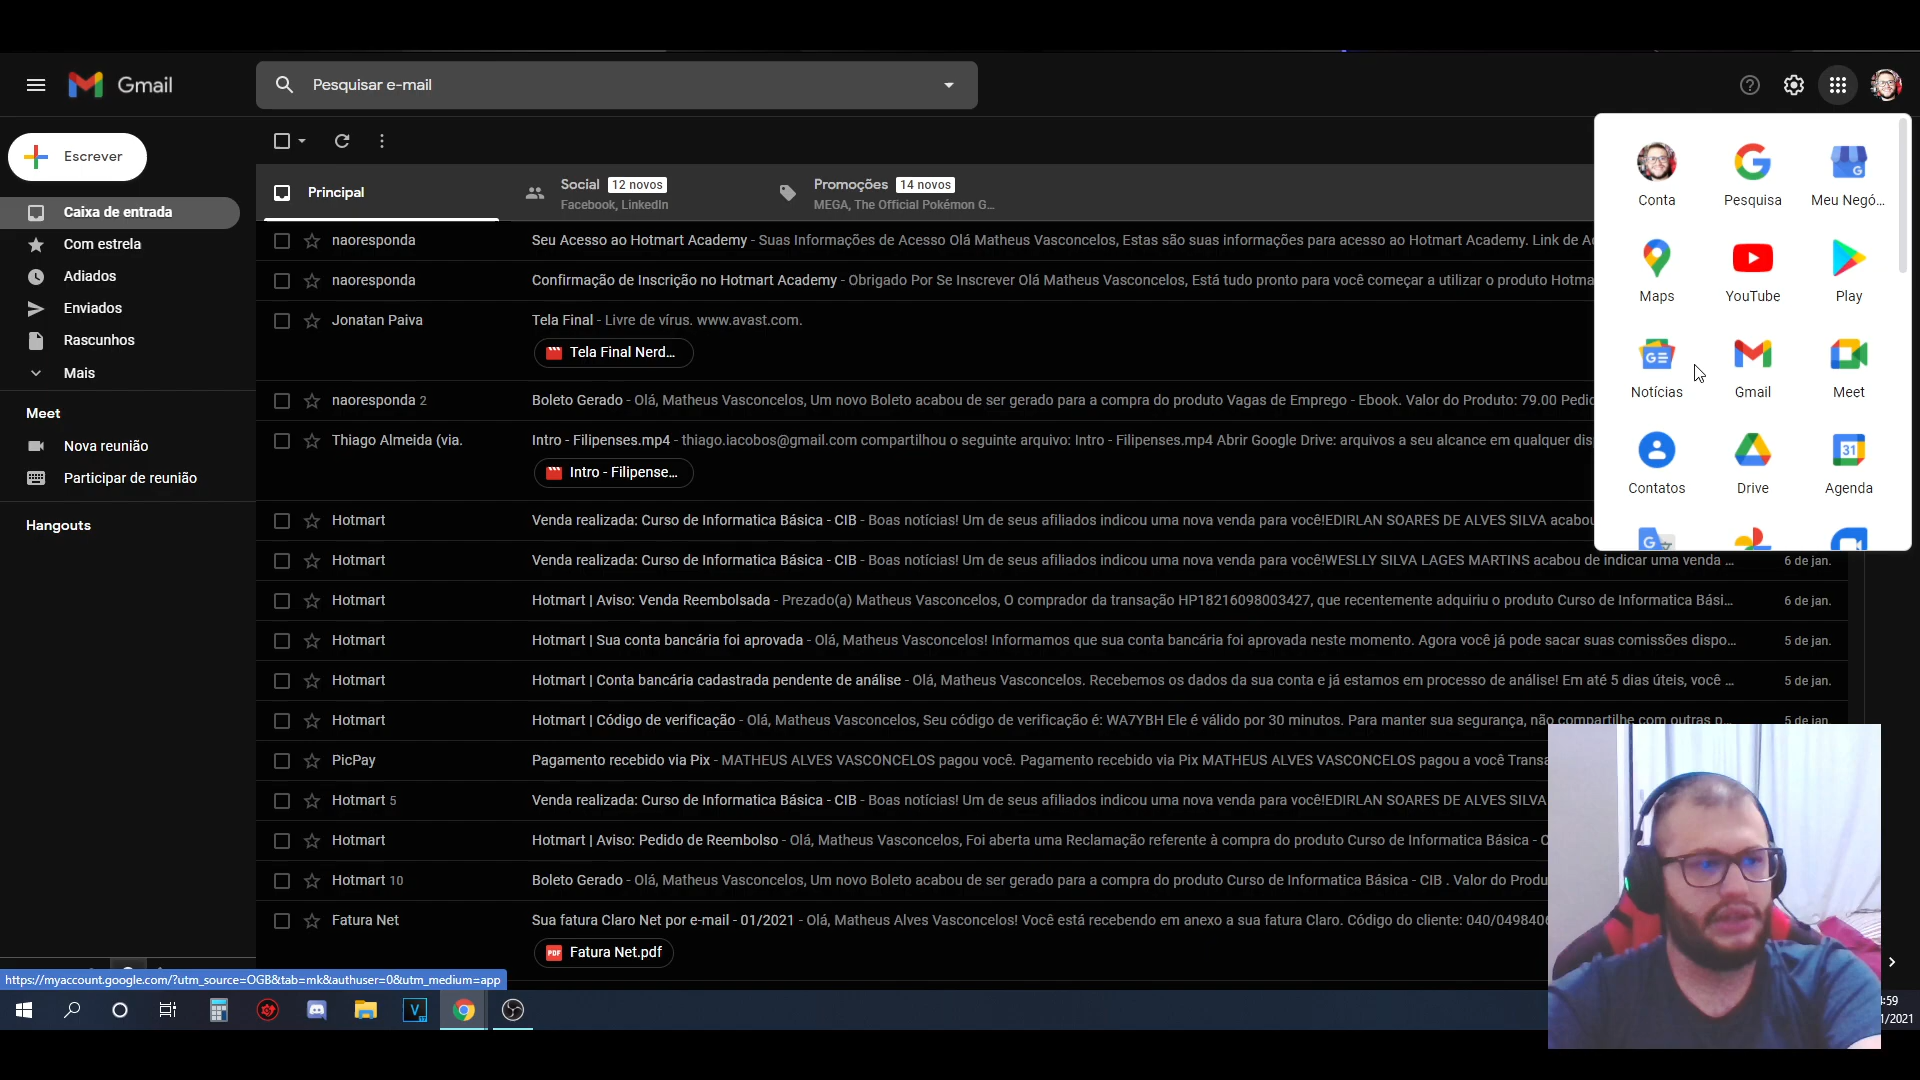 Gmail
Pesquisar e-mail
Escrever
Caixa de entrada
Com estrela
Adiados
Enviados
Rascunhos
Mais
Meet
Nova reunião
Participar de reunião
Hangouts
Principal
Social 12 novos
Facebook, LinkedIn
Promoções 14 novos
MEGA, The Official Pokémon G...
naoresponda Seu Acesso ao Hotmart Academy - Suas Informações de Acesso Olá Matheus Vasconcelos, Estas são suas informações para acesso ao Hotmart Academy. Link de
naoresponda Confirmação de Inscrição no Hotmart Academy - Obrigado Por Se Inscrever Olá Matheus Vasconcelos, Está tudo pronto para você começar a utilizar o produto Hotma
Jonatan Paiva Tela Final - Livre de vírus. www.avast.com.
Tela Final Nerd...
naoresponda 2 Boleto Gerado - Olá, Matheus Vasconcelos, Um novo Boleto acabou de ser gerado para a compra do produto Vagas de Emprego - Ebook. Valor do Produto: 79.00 Pedi
Thiago Almeida (via. Intro - Filipenses.mp4 - thiago.iacobos@gmail.com compartilhou o seguinte arquivo: Intro - Filipenses.mp4 Abrir Google Drive: arquivos a seu alcance em qualquer dis
Intro - Filipense...
Hotmart Venda realizada: Curso de Informatica Básica - CIB - Boas notícias! Um de seus afiliados indicou uma nova venda para você!EDIRLAN SOARES DE ALVES SILVA acabou
Hotmart Venda realizada: Curso de Informatica Básica - CIB - Boas notícias! Um de seus afiliados indicou uma nova venda para você!WESLLY SILVA LAGES MARTINS acabou de indicar uma venda ... 6 de jan.
Hotmart Hotmart | Aviso: Venda Reembolsada - Prezado(a) Matheus Vasconcelos, O comprador da transação HP18216098003427, que recentemente adquiriu o produto Curso de Informatica Bási... 6 de jan.
Hotmart Hotmart | Sua conta bancária foi aprovada - Olá, Matheus Vasconcelos! Informamos que sua conta bancária foi aprovada neste momento. Agora você já pode sacar suas comissões dispo... 5 de jan.
Hotmart Hotmart | Conta bancária cadastrada pendente de análise - Olá, Matheus Vasconcelos. Recebemos os dados da sua conta e já estamos em processo de análise! Em até 5 dias úteis, você ... 5 de jan.
Hotmart Hotmart | Código de verificação - Olá, Matheus Vasconcelos, Seu código de verificação é: WA7YBH Ele é válido por 30 minutos. Para manter sua segurança, não compartilhe com outras p... 5 de jan.
PicPay Pagamento recebido via Pix - MATHEUS ALVES VASCONCELOS pagou você. Pagamento recebido via Pix MATHEUS ALVES VASCONCELOS pagou a você Transa
Hotmart 5 Venda realizada: Curso de Informatica Básica - CIB - Boas notícias! Um de seus afiliados indicou uma nova venda para você!EDIRLAN SOARES DE ALVES SILVA
Hotmart Hotmart | Aviso: Pedido de Reembolso - Olá, Matheus Vasconcelos, Foi aberta uma Reclamação referente à compra do produto Curso de Informatica Básica - C
Hotmart 10 Boleto Gerado - Olá, Matheus Vasconcelos, Um novo Boleto acabou de ser gerado para a compra do produto Curso de Informatica Básica - CIB . Valor do Produ
Fatura Net Sua fatura Claro Net por e-mail - 01/2021 - Olá, Matheus Alves Vasconcelos! Você está recebendo em anexo a sua fatura Claro. Código do cliente: 040/0498406
PDF Fatura Net.pdf
Conta
Pesquisa
Meu Negó...
Maps
YouTube
Play
Notícias
Gmail
Meet
Contatos
Drive
31
Agenda
https://myaccount.google.com/?utm_source=OGB&tab=mk&authuser=0&utm_medium=app
:59
1/2021